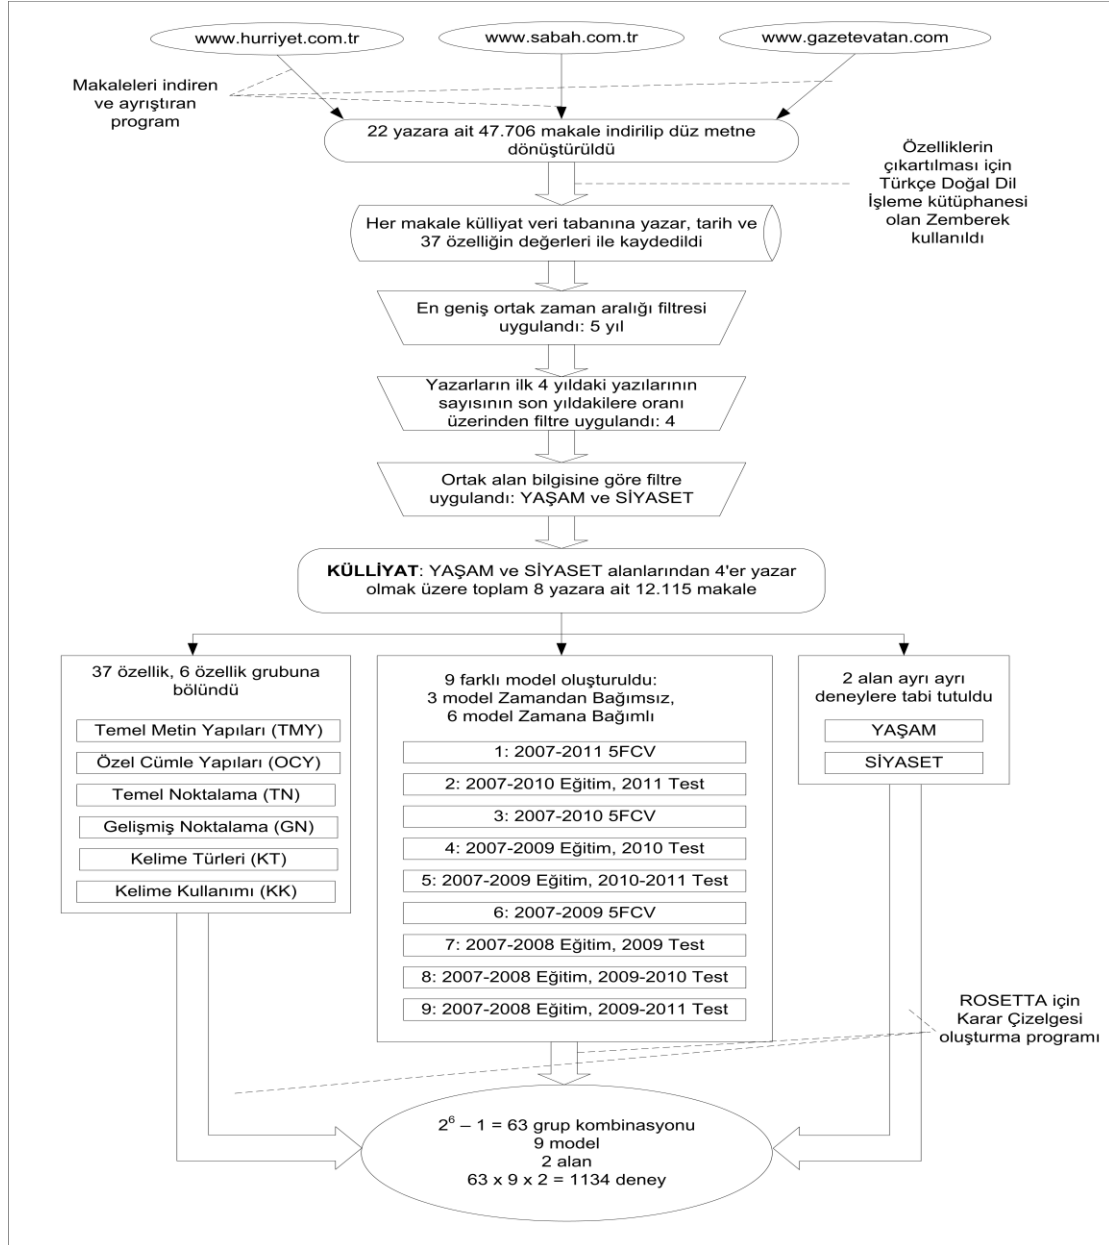 www.hurriyet.com.tr
www.sabah.com.tr
www.gazetevatan.com
Makaleleri indiren
ve ayrıştıran
program
22 yazara ait 47.706 makale indirilip düz metne
dönüştürüldü
Özelliklerin
çıkartılması için
Türkçe Doğal Dil
İşleme kütüphanesi
olan Zemberek
kullanıldı
Her makale külliyat veri tabanına yazar, tarih ve
37 özelliğin değerleri ile kaydedildi
En geniş ortak zaman aralığı filtresi
uygulandı: 5 yıl
Yazarların ilk 4 yıldaki yazılarının
sayısının son yıldakilere oranı
üzerinden filtre uygulandı: 4
Ortak alan bilgisine göre filtre
uygulandı: YAŞAM ve SİYASET
KÜLLİYAT: YAŞAM ve SİYASET alanlarından 4'er yazar
olmak üzere toplam 8 yazara ait 12.115 makale
37 özellik, 6 özellik grubuna
bölündü
Temel Metin Yapıları (TMY)
Özel Cümle Yapıları (OCY)
Temel Noktalama (TN)
Gelişmiş Noktalama (GN)
Kelime Türleri (KT)
Kelime Kullanımı (KK)
9 farklı model oluşturuldu:
3 model Zamandan Bağımsız,
6 model Zamana Bağımlı
1: 2007-2011 5FCV
2: 2007-2010 Eğitim, 2011 Test
3: 2007-2010 5FCV
4: 2007-2009 Eğitim, 2010 Test
5: 2007-2009 Eğitim, 2010-2011 Test
6: 2007-2009 5FCV
7: 2007-2008 Eğitim, 2009 Test
8: 2007-2008 Eğitim, 2009-2010 Test
9: 2007-2008 Eğitim, 2009-2011 Test
2 alan ayrı ayrı
deneylere tabi tutuldu
YAŞAM
SİYASET
ROSETTA için
Karar Çizelgesi
oluşturma programı
2⁶ – 1 = 63 grup kombinasyonu
9 model
2 alan
63 x 9 x 2 = 1134 deney